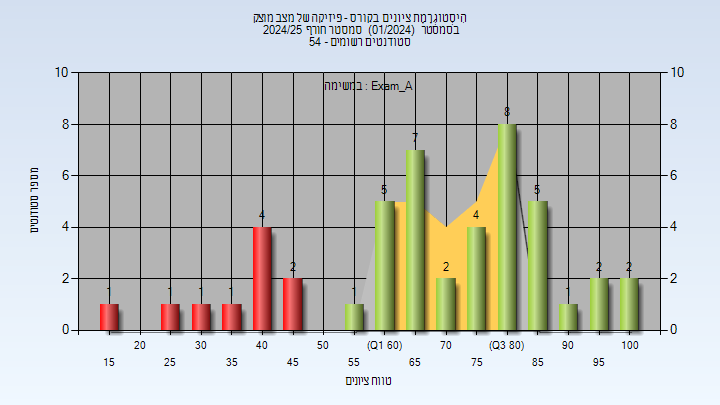 היסטוגרמת ציונים בקורס - פיזיקה של מצב מוצק
בסמסטר (01/2024) סמסטר חורף 2024/25
סטודנטים רשומים - 54
במשימה : Exam_A
מספר סטודנטים
10 10
8 8
6 6
4 4
2 2
0 0
1 1 1 1 4 2 1 5 7 2 4 8 5 1 2 2
20 30 40 50 (Q1 60) 70 (Q3 80) 90 100
15 25 35 45 55 65 75 85 95
טווח ציונים